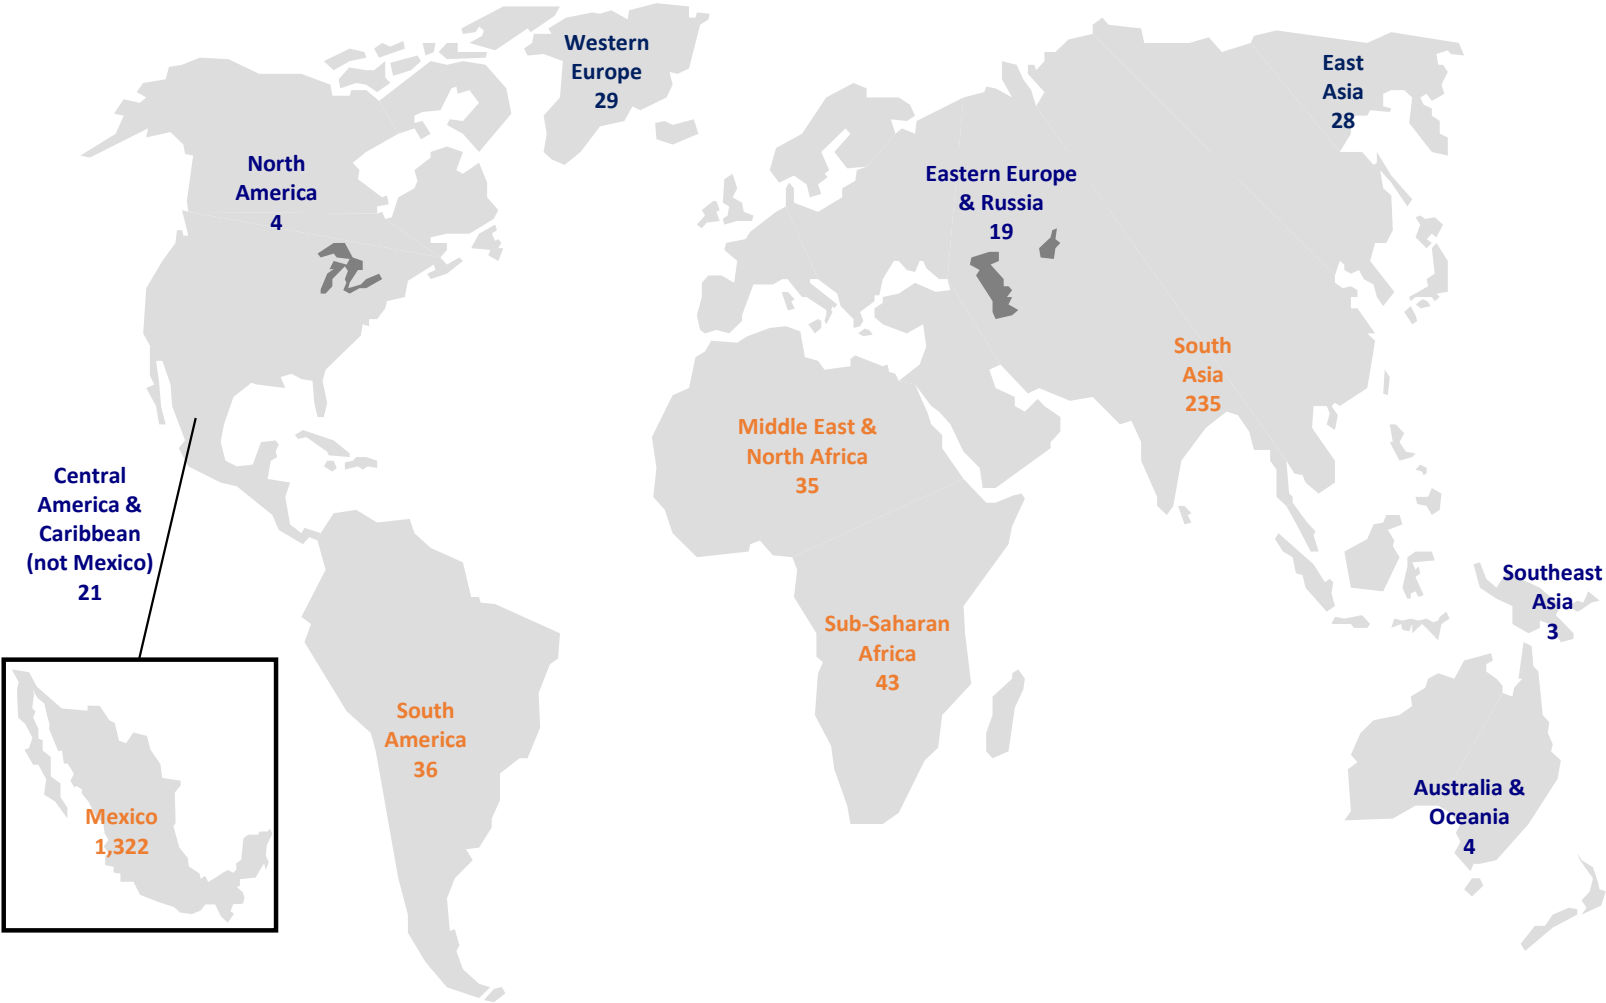 Western
Europe
29
East
Asia
28
North
America
4
Eastern Europe
& Russia
19
South
Asia
235
Middle East &
North Africa
35
Central
America &
Caribbean
(not Mexico)
21
Southeast
Asia
3
Sub-Saharan
Africa
43
South
America
36
Mexico
1,322
Australia &
Oceania
4